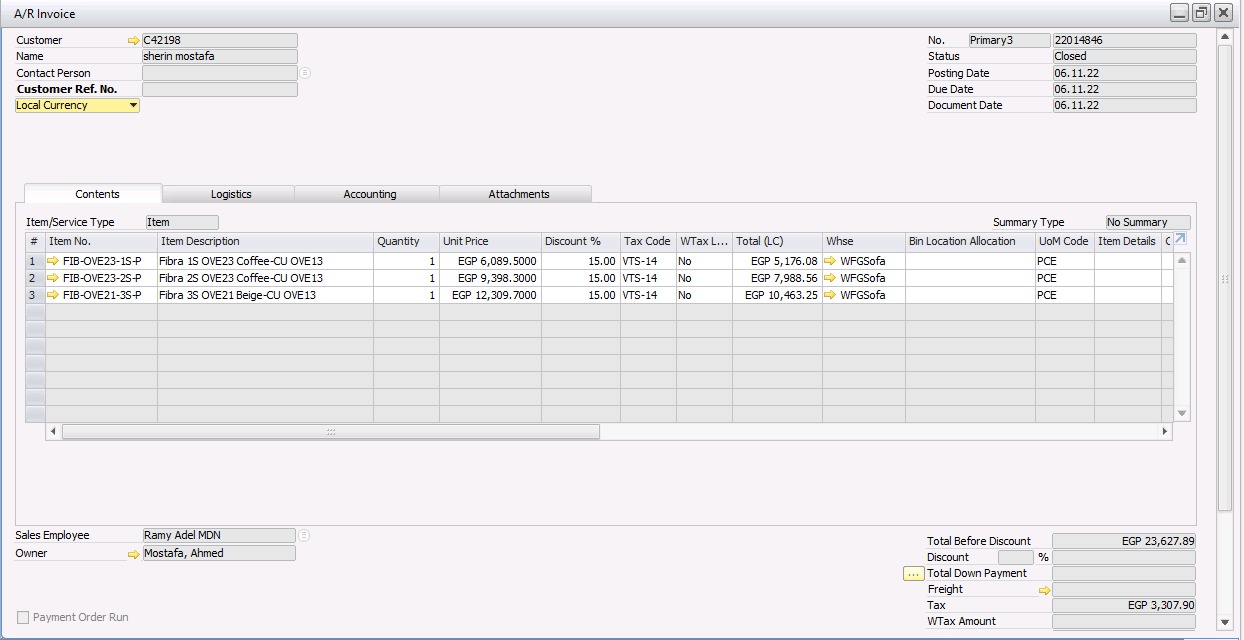 A/R Invoice
Customer C42198
Name sherin mostafa
Contact Person
Customer Ref. No.
Local Currency
No. Primary3 22014846
Status Closed
Posting Date 06.11.22
Due Date 06.11.22
Document Date 06.11.22
Contents Logistics Accounting Attachments
Item/Service Type Item Summary Type No Summary
# Item No. Item Description Quantity Unit Price Discount % Tax Code WTax L... Total (LC) Whse Bin Location Allocation UoM Code Item Details C
1 FIB-OVE23-1S-P Fibra 1S OVE23 Coffee-CU OVE13 1 EGP 6,089.5000 15.00 VTS-14 No EGP 5,176.08 WFGSofa PCE
2 FIB-OVE23-2S-P Fibra 2S OVE23 Coffee-CU OVE13 1 EGP 9,398.3000 15.00 VTS-14 No EGP 7,988.56 WFGSofa PCE
3 FIB-OVE21-3S-P Fibra 3S OVE21 Beige-CU OVE13 1 EGP 12,309.7000 15.00 VTS-14 No EGP 10,463.25 WFGSofa PCE
Sales Employee Ramy Adel MDN
Owner Mostafa, Ahmed
Payment Order Run
Total Before Discount EGP 23,627.89
Discount %
... Total Down Payment
Freight
Tax EGP 3,307.90
WTax Amount